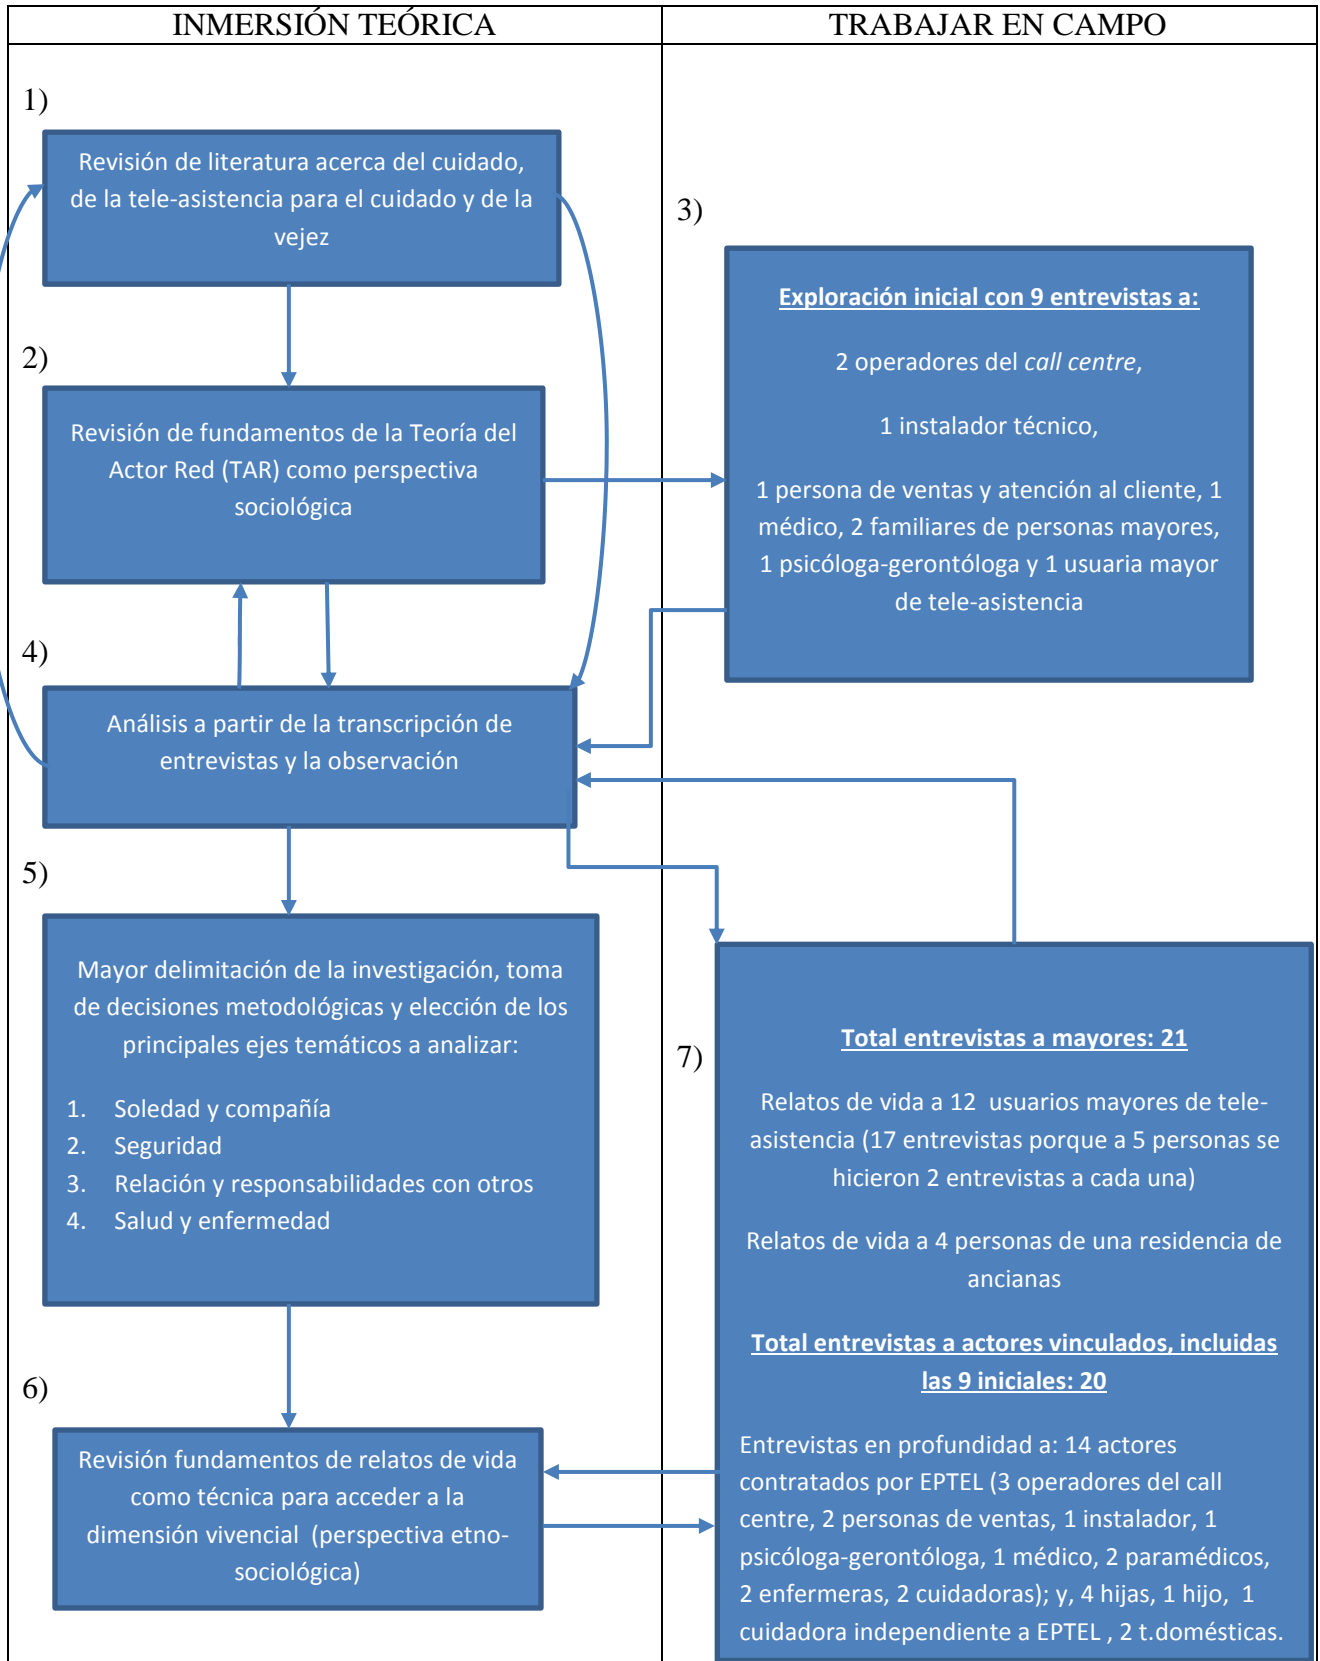 INMERSIÓN TEÓRICA
TRABAJAR EN CAMPO
1)
Revisión de literatura acerca del cuidado,
de la tele-asistencia para el cuidado y de la
vejez
2)
Revisión de fundamentos de la Teoría del
Actor Red (TAR) como perspectiva
sociológica
3)
Exploración inicial con 9 entrevistas a:
2 operadores del call centre,
1 instalador técnico,
1 persona de ventas y atención al cliente, 1
médico, 2 familiares de personas mayores,
1 psicóloga-gerontóloga y 1 usuaria mayor
de tele-asistencia
4)
Análisis a partir de la transcripción de
entrevistas y la observación
5)
Mayor delimitación de la investigación, toma
de decisiones metodológicas y elección de los
principales ejes temáticos a analizar:
1. Soledad y compañía
2. Seguridad
3. Relación y responsabilidades con otros
4. Salud y enfermedad
6)
Revisión fundamentos de relatos de vida
como técnica para acceder a la
dimensión vivencial (perspectiva etno-
sociológica)
7)
Total entrevistas a mayores: 21
Relatos de vida a 12 usuarios mayores de tele-
asistencia (17 entrevistas porque a 5 personas se
hicieron 2 entrevistas a cada una)
Relatos de vida a 4 personas de una residencia de
ancianas
Total entrevistas a actores vinculados, incluidas
las 9 iniciales: 20
Entrevistas en profundidad a: 14 actores
contratados por EPTEL (3 operadores del call
centre, 2 personas de ventas, 1 instalador, 1
psicóloga-gerontóloga, 1 médico, 2 paramédicos,
2 enfermeras, 2 cuidadoras); y, 4 hijas, 1 hijo, 1
cuidadora independiente a EPTEL , 2 t.domésticas.